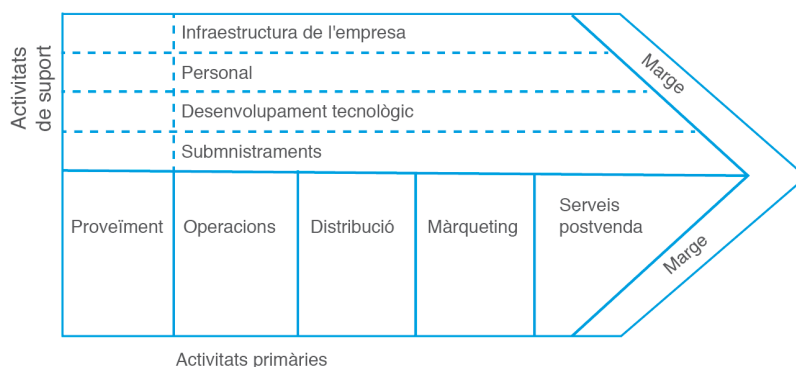 Activitats
de suport
Infraestructura de l'empresa
Personal
Desenvolupament tecnològic
Submnistraments
Marge
Proveïment
Operacions
Distribució
Màrqueting
Serveis
postvenda
Marge
Activitats primàries